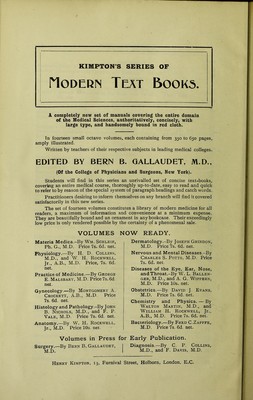 KIMPTON'S SERIES OF
MODERN TEXT BOOKS.
A completely new set of manuals covering the entire domain
of the Medical Sciences, authoritatively, concisely, with
large type, and handsomely bound in red cloth.
In fourteen small octavo volumes, each containing from 350 to 650 pages,
amply illustrated.
Written by teachers of their respective subjects in leading medical colleges.
EDITED BY BERN B. GALLAUDET, M.D.,
(Of the College of Physicians and Surgeons, New York).
Students will find in this series an unrivalled set of concise text-books,
covering an entire medical course, thoroughly up-to-date, easy to read and quick
to refer to by reason of the special system of paragraph headings and catch words.
Practitioners desiring to inform themselves in any branch will find it covered
satisfactorily in this new series.
The set of fourteen volumes constitutes a library of modern medicine for all
readers, a maximum of information and convenience at a minimum expense.
They are beautifully bound and an ornament in any bookcase. Their exceedingly
low price is only rendered possible by the certainty of a phenomenal sale.
VOLUMES NOW READY.
Materia Medica—By Wm. Schleif,
Ph. G., M.D. Price 7s. 6d. net.
Physiology—By H. D. Collins,
M.D., and W. H. Rockwell,
Jr., A.B., M.D. Price, 7s. 6d.
net.
Practice of Medicine.—By George
E. Malsbary, M.D. Price 7s. 6d.
net.
Gynecology—By Montgomery A.
Crockett, A.B., M.D. Price
7s. 6d. net.
Histology and Pathology—By John
B. Nichols, M.D., and F. P.
Vale, M.D. Price 7s. 6d. net.
Anatomy.—By W. H. Rockwell,
Jr., M.D. Price 10s. net.
Dermatology—By Joseph Grindon,
M.D. Price 7s. 6d. net.
Nervous and Mental Diseases—By
Charles S. Potts, M.D. Price
7s. 6d. net.
Diseases of the Eye, Ear, Nose,
and Throat.—By W. L. Ballenger,
M.D., and A. G. Wippern,
M.D. Price 10s. net.
Obstetrics—By David J. Evans,
M.D. Price 7s. 6d. net.
Chemistry and Physics.—By
Walton Martin, M.D., and
William H. Rockwell, Jr.,
A.B., M.D. Price 7s. 6d. net.
Bacteriology—By Fred C. Zapffe,
M.D. Price 7s. 6d. net.
Volumes in Press for Early Publication.
Surgery.—By Bern B. Gallaudet,
M.D.
Diagnosis.—By C. P. Collins,
M.D., and F. Davis, M.D.
Henry Kimpton, 13, Furnival Street, Holborn, London, E.C.